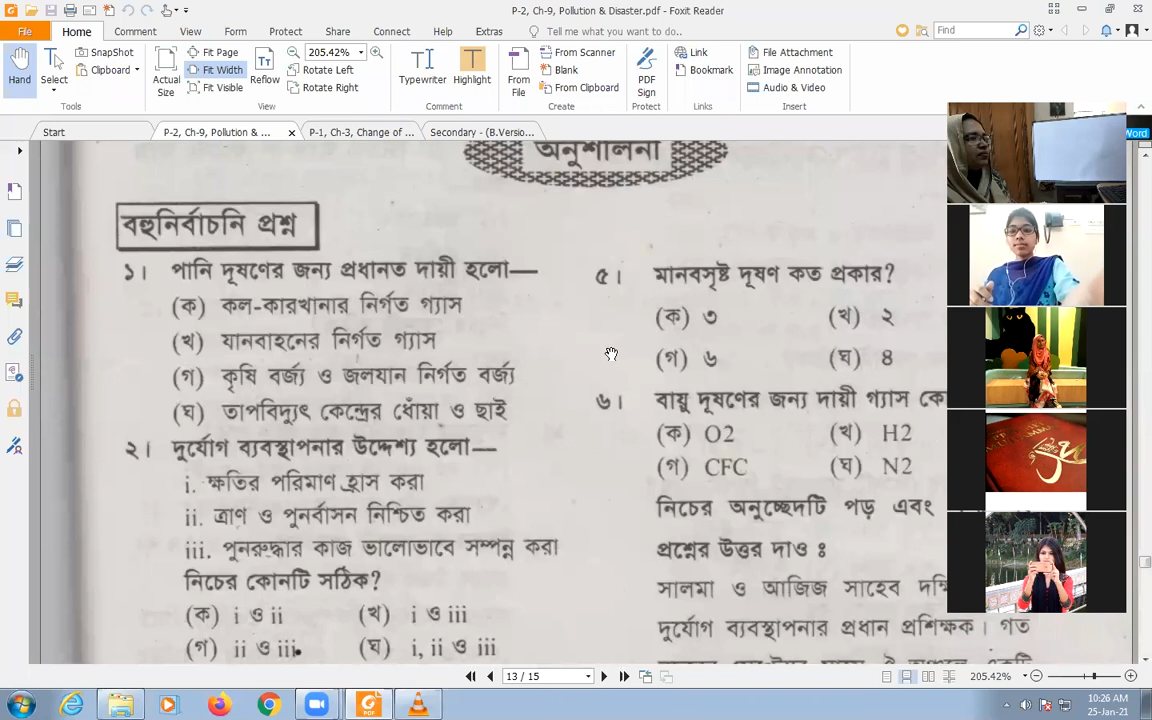 P-2, Ch-9, Pollution & Disaster.pdf - Foxit Reader
File Home Comment View Form Protect Share Connect Help Extras Tell me what you want to do.. Find
Hand
Select
SnapShot
Clipboard
Actual Size
Fit Page
Fit Width
Fit Visible
Reflow
205.42%
Rotate Left
Rotate Right
Typewriter
Highlight
From File
From Scanner
Blank
From Clipboard
PDF Sign
Link
Bookmark
File Attachment
Image Annotation
Audio & Video
Tools View Comment Create Protect Links Insert
Start P-2, Ch-9, Pollution & ... P-1, Ch-3, Change of ... Secondary - (B.Versio...
Word
অনুশীলনী
বহুনির্বাচনি প্রশ্ন
১। পানি দূষণের জন্য প্রধানত দায়ী হলো—
(ক) কল-কারখানার নির্গত গ্যাস
(খ) যানবাহনের নির্গত গ্যাস
(গ) কৃষি বর্জ্য ও জলযান নির্গত বর্জ্য
(ঘ) তাপবিদ্যুৎ কেন্দ্রের ধোঁয়া ও ছাই
২। দুর্যোগ ব্যবস্থাপনার উদ্দেশ্য হলো—
i. ক্ষতির পরিমাণ হ্রাস করা
ii. ত্রাণ ও পুনর্বাসন নিশ্চিত করা
iii. পুনরুদ্ধার কাজ ভালোভাবে সম্পন্ন করা
নিচের কোনটি সঠিক?
(ক) i ও ii (খ) i ও iii
(গ) ii ও iii (ঘ) i, ii ও iii
৫। মানবসৃষ্ট দূষণ কত প্রকার?
(ক) ৩ (খ) ২
(গ) ৬ (ঘ) ৪
৬। বায়ু দূষণের জন্য দায়ী গ্যাস
(ক) O2 (খ) H2
(গ) CFC (ঘ) N2
নিচের অনুচ্ছেদটি পড় এবং
প্রশ্নের উত্তর দাও ঃ
সালমা ও আজিজ সাহেব
দুর্যোগ ব্যবস্থাপনার প্রধান প্রশিক্ষক। গত
13 / 15 205.42%
10:26 AM
25-Jan-21